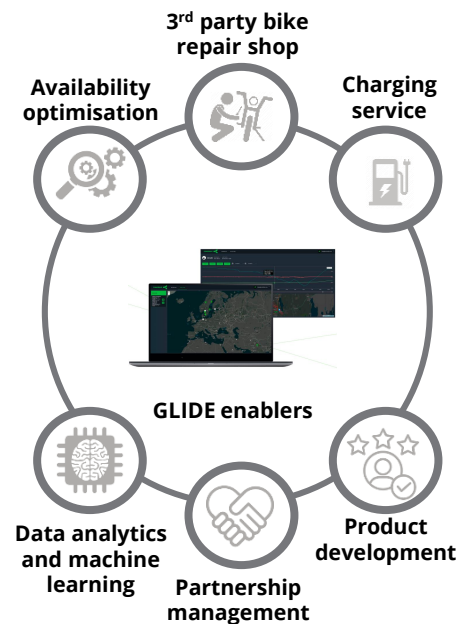 3rd party bike
repair shop
Availability
optimisation
Charging
service
GLIDE enablers
Data analytics
and machine
learning
Partnership
management
Product
development